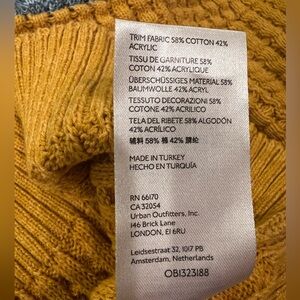 TRIM FABRIC 58% COTTON 42%
ACRYLIC
TISSU DE GARNITURE 58%
COTON 42% ACRYLIQUE
ÜBERSCHÜSSIGES MATERIAL 58%
BAUMWOLLE 42% ACRYL
TESSUTO DECORAZIONI 58%
COTONE 42% ACRILICO
TELA DEL RIBETE 58% ALGODÓN
42% ACRÍLICO
辅料 58% 棉 42% 腈纶
MADE IN TURKEY
HECHO EN TURQUÍA
RN 66170
CA 32054
Urban Outfitters, Inc.
146 Brick Lane
LONDON, E1 6RU
Leidsestraat 32, 1017 PB
Amsterdam, Netherlands
OB1323188